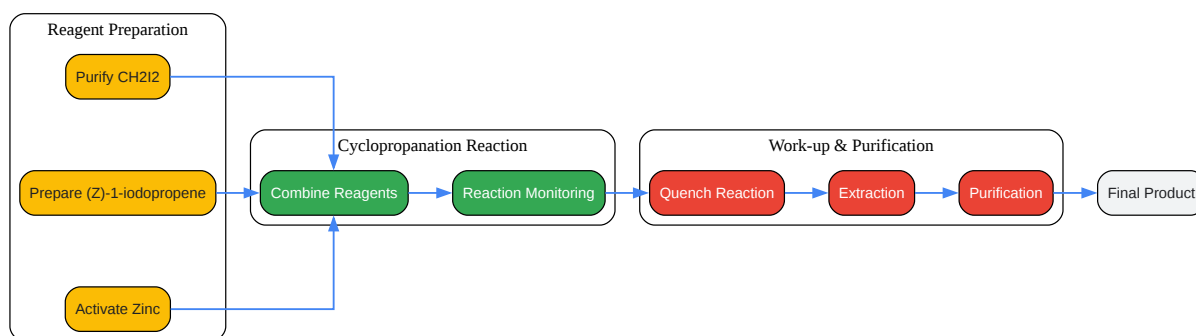 Reagent Preparation
Purify CH2I2
Prepare (Z)-1-iodopropene
Activate Zinc
Cyclopropanation Reaction
Combine Reagents
Reaction Monitoring
Work-up & Purification
Quench Reaction
Extraction
Purification
Final Product